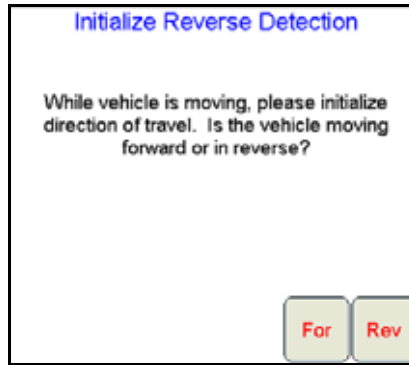 Initialize Reverse Detection
While vehicle is moving, please initialize
direction of travel.  Is the vehicle moving
forward or in reverse?
For
Rev